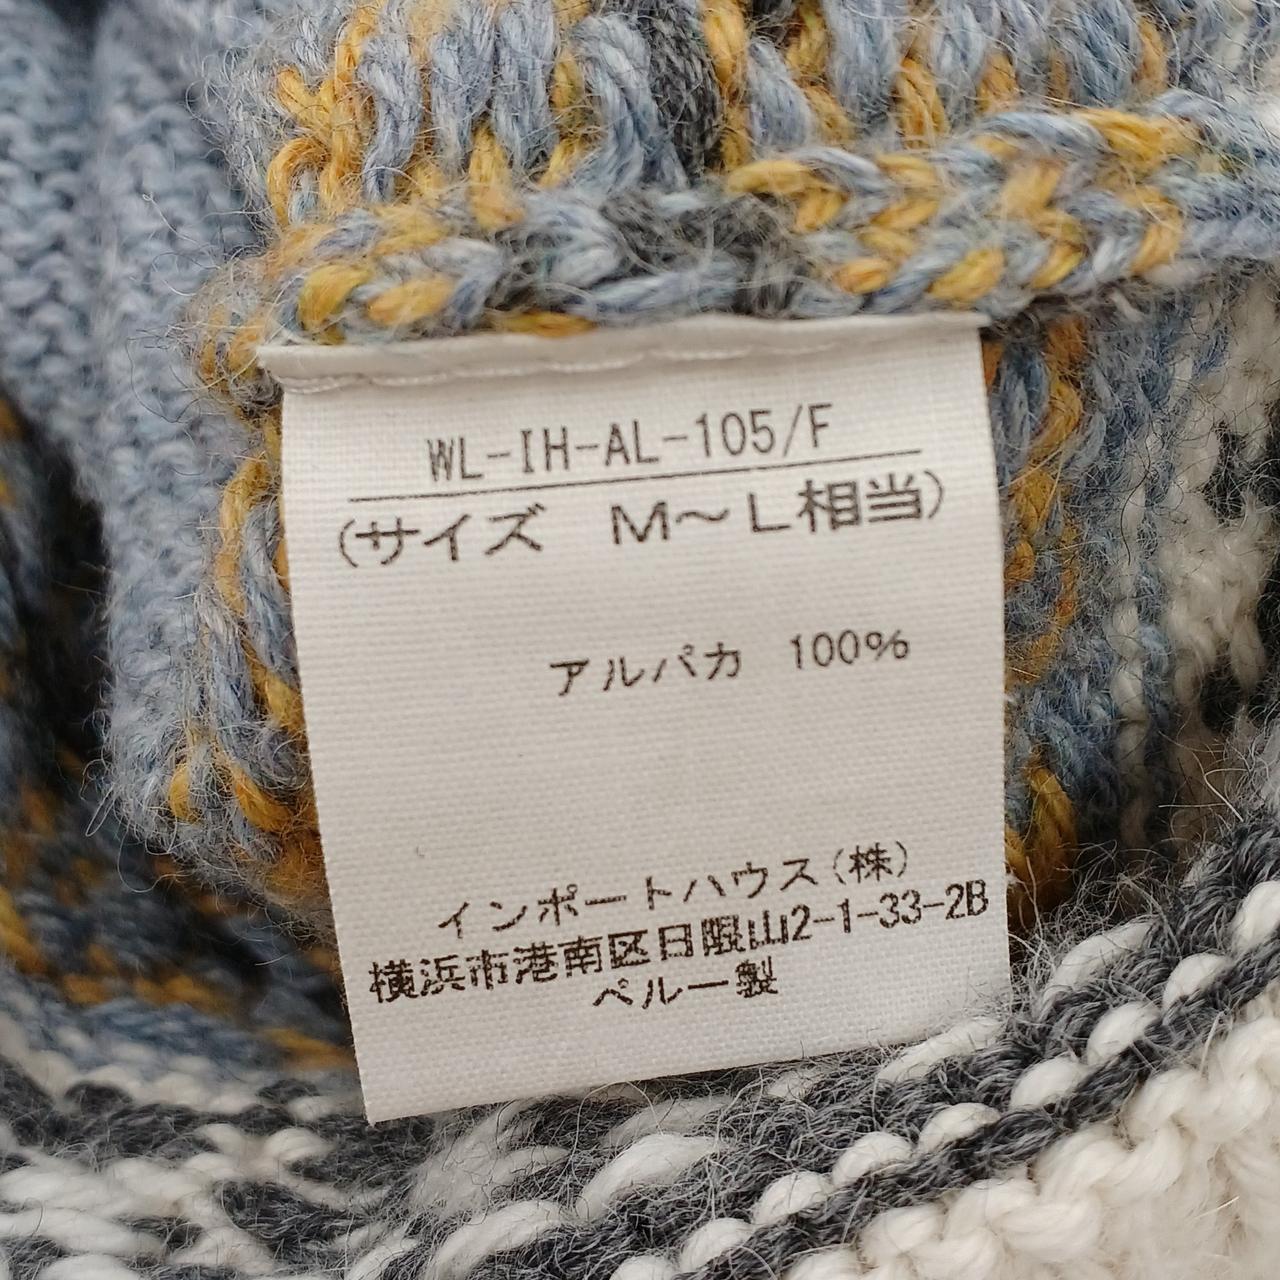 WL-IH-AL-105/F
(サイズ　M～L相当)
アルパカ　100%
インポートハウス(株)
横浜市港南区日限山2-1-33-2B
ペルー製